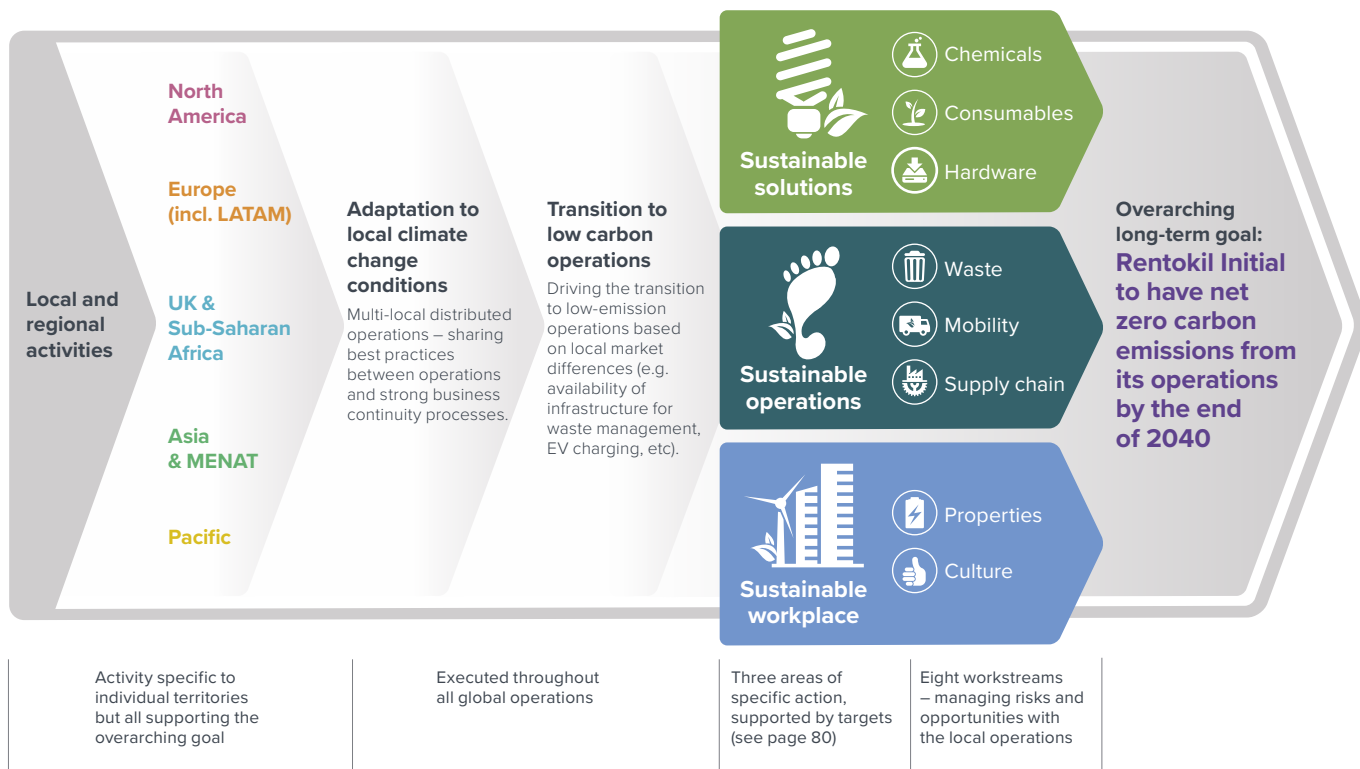 Local and
regional
activities
North
America
Europe
(incl. LATAM)
UK &
Sub-Saharan
Africa
Asia
& MENAT
Pacific
Adaptation to
local climate
change
conditions
Multi-local distributed
operations – sharing
best practices
between operations
and strong business
continuity processes.
Transition to
low carbon
operations
Driving the transition
to low-emission
operations based
on local market
differences (e.g.
availability of
infrastructure for
waste management,
EV charging, etc).
Sustainable
solutions
Chemicals
Consumables
Hardware
Sustainable
operations
Waste
Mobility
Supply chain
Sustainable
workplace
Properties
Culture
Overarching
long-term goal:
Rentokil Initial
to have net
zero carbon
emissions from
its operations
by the end
of 2040
Activity specific to
individual territories
but all supporting the
overarching goal
Executed throughout
all global operations
Three areas of
specific action,
supported by targets
(see page 80)
Eight workstreams
– managing risks and
opportunities with
the local operations